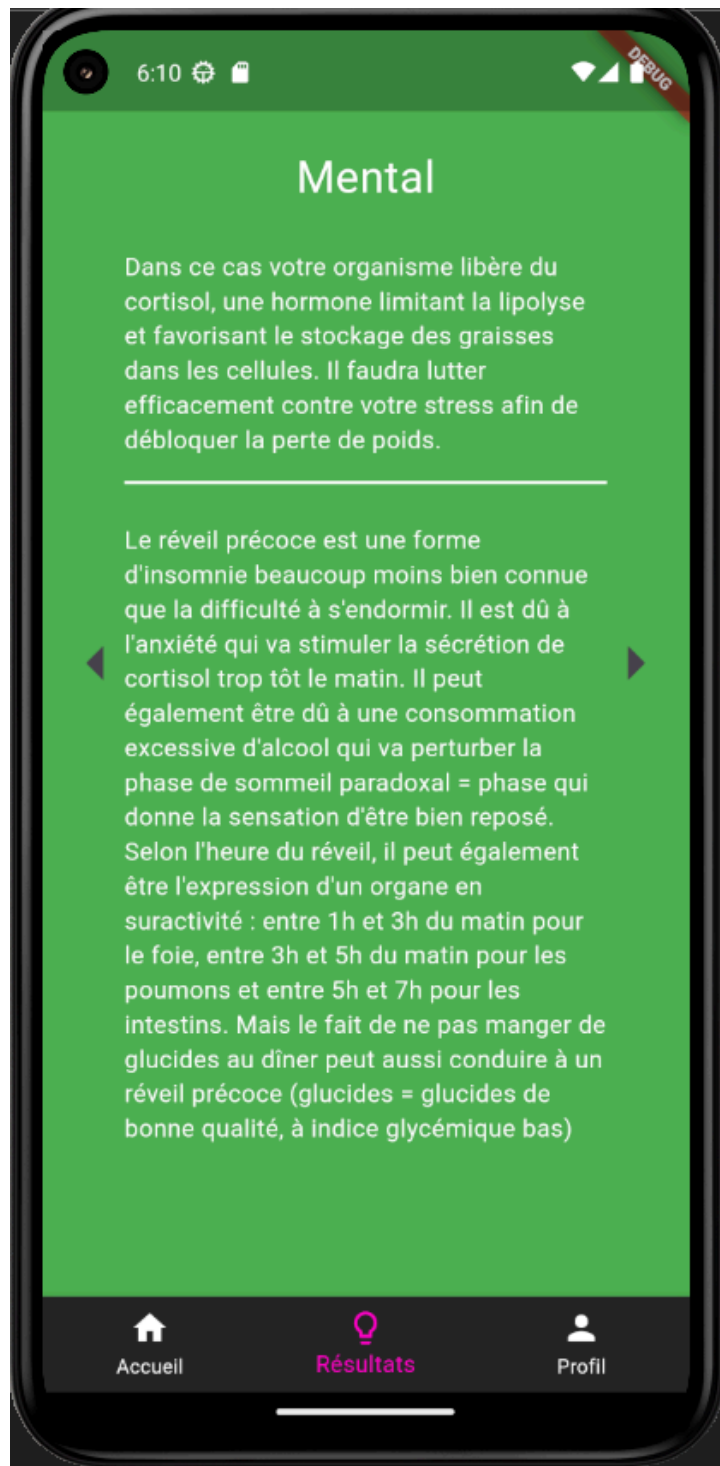 6:10
DEBUG
Mental
Dans ce cas votre organisme libère du
cortisol, une hormone limitant la lipolyse
et favorisant le stockage des graisses
dans les cellules. Il faudra lutter
efficacement contre votre stress afin de
débloquer la perte de poids.
Le réveil précoce est une forme
d'insomnie beaucoup moins bien connue
que la difficulté à s'endormir. Il est dû à
l'anxiété qui va stimuler la sécrétion de
cortisol trop tôt le matin. Il peut
également être dû à une consommation
excessive d'alcool qui va perturber la
phase de sommeil paradoxal = phase qui
donne la sensation d'être bien reposé.
Selon l'heure du réveil, il peut également
être l'expression d'un organe en
suractivité : entre 1h et 3h du matin pour
le foie, entre 3h et 5h du matin pour les
poumons et entre 5h et 7h pour les
intestins. Mais le fait de ne pas manger de
glucides au dîner peut aussi conduire à un
réveil précoce (glucides = glucides de
bonne qualité, à indice glycémique bas)
Accueil
Résultats
Profil